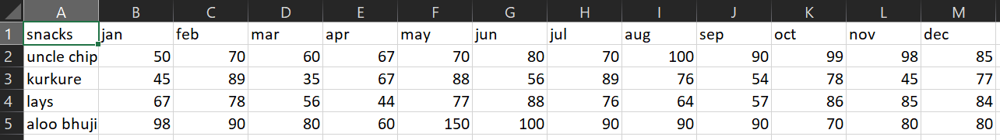 A B C D E F G H I J K L M
1 snacks jan feb mar apr may jun jul aug sep oct nov dec
2 uncle chip 50 70 60 67 70 80 70 100 90 99 98 85
3 kurkure 45 89 35 67 88 56 89 76 54 78 45 77
4 lays 67 78 56 44 77 88 76 64 57 86 85 84
5 aloo bhuji 98 90 80 60 150 100 90 90 90 70 80 80